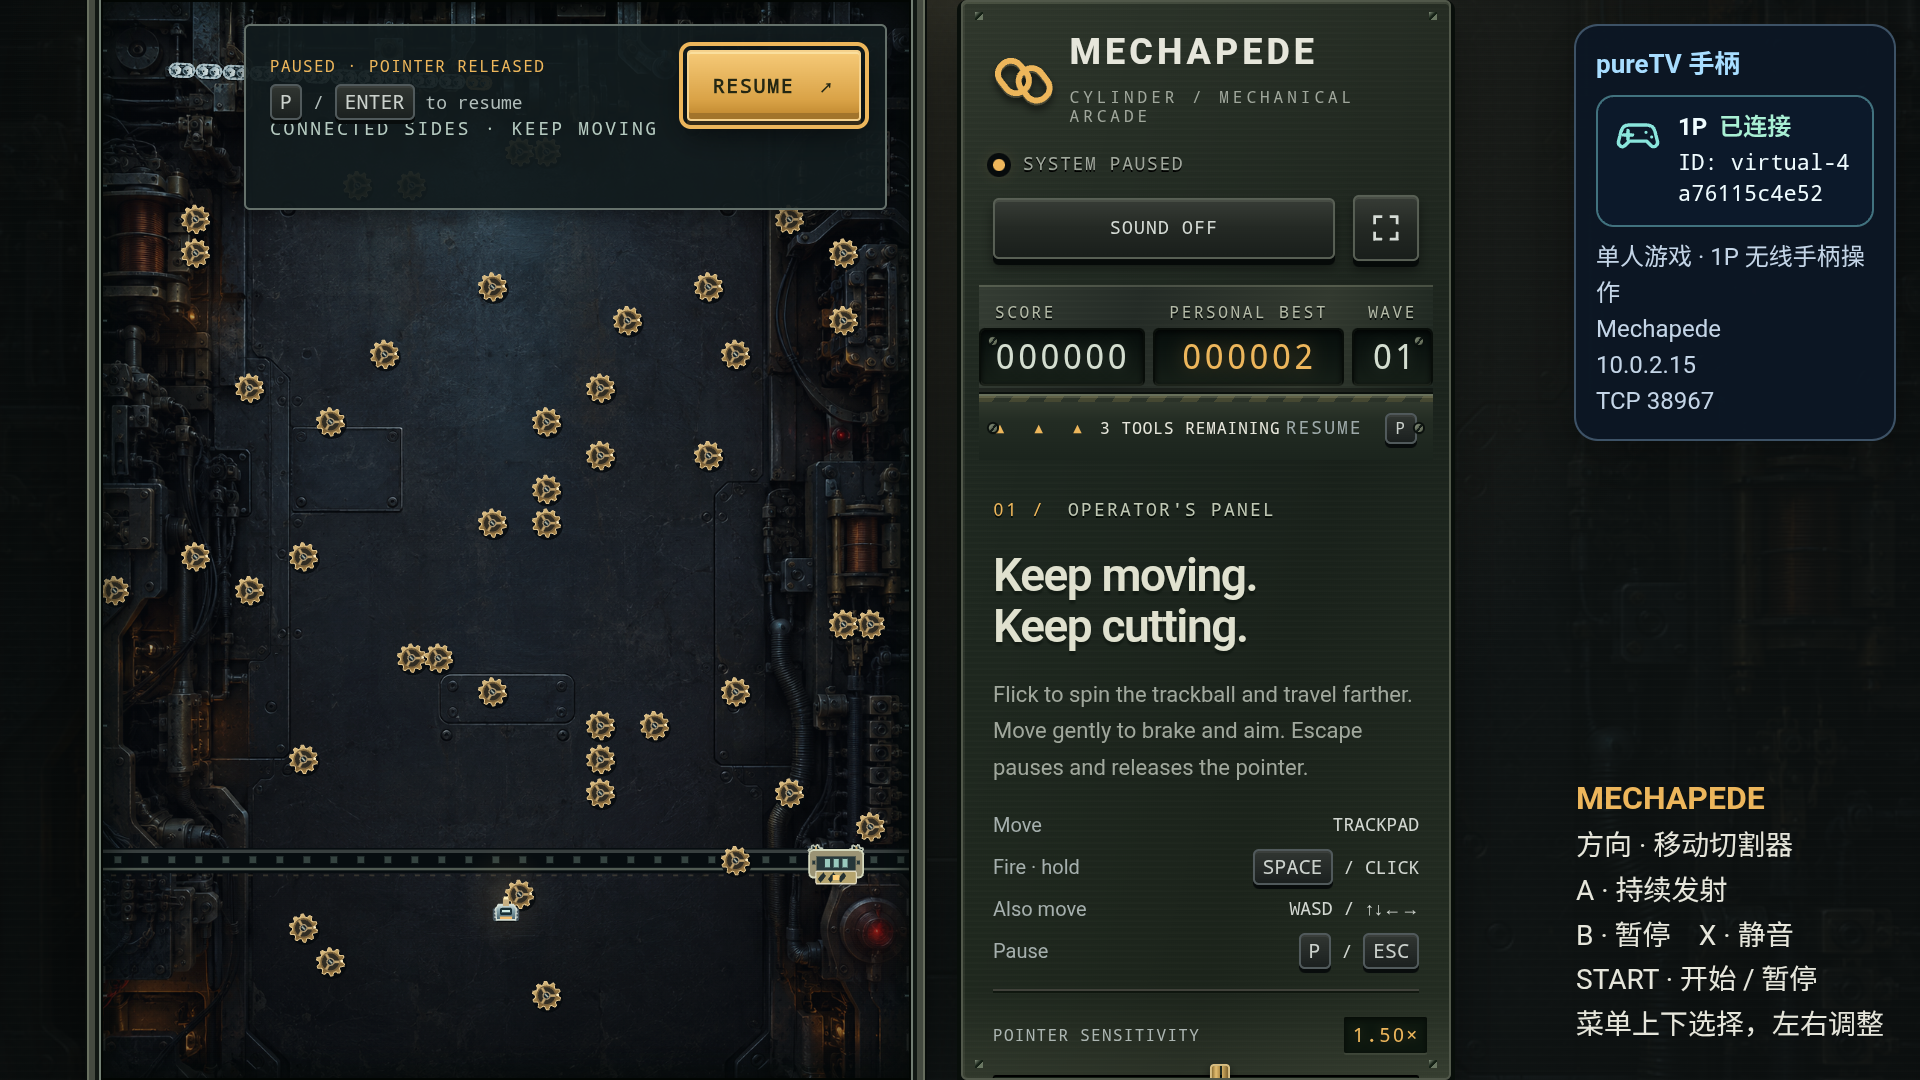 PAUSED · POINTER RELEASED
P / ENTER to resume
CONNECTED SIDES · KEEP MOVING
RESUME ↗
MECHAPEDE
CYLINDER / MECHANICAL
ARCADE
SYSTEM PAUSED
SOUND OFF
SCORE PERSONAL BEST WAVE
000000 000002 01
▲ ▲ ▲ 3 TOOLS REMAINING RESUME P
01 / OPERATOR'S PANEL
Keep moving.
Keep cutting.
Flick to spin the trackball and travel farther.
Move gently to brake and aim. Escape
pauses and releases the pointer.
Move TRACKPAD
Fire · hold SPACE / CLICK
Also move WASD / ↑↓←→
Pause P / ESC
POINTER SENSITIVITY 1.50×
pureTV 手柄
1P 已连接
ID: virtual-4
a76115c4e52
单人游戏 · 1P 无线手柄操
作
Mechapede
10.0.2.15
TCP 38967
MECHAPEDE
方向 · 移动切割器
A · 持续发射
B · 暂停 X · 静音
START · 开始 / 暂停
菜单上下选择，左右调整